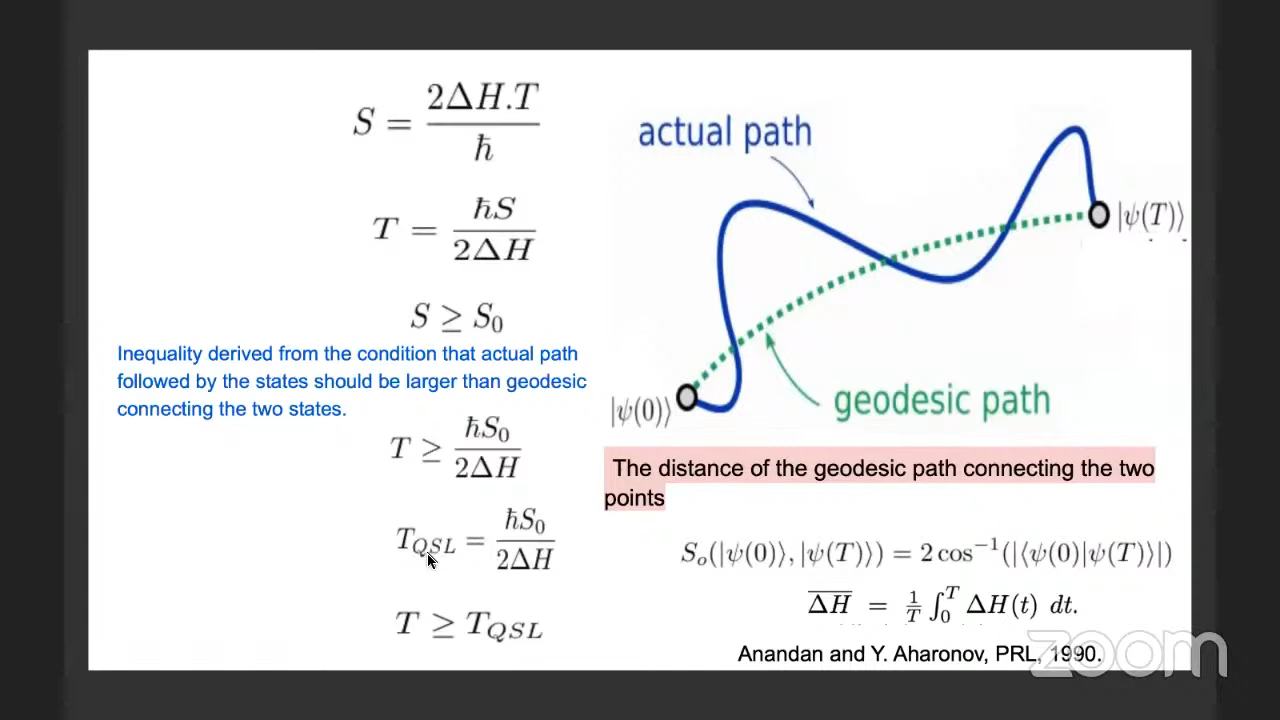 S = 2ΔH.T / ħ
T = ħS / 2ΔH
S ≥ S₀
Inequality derived from the condition that actual path
followed by the states should be larger than geodesic
connecting the two states.
T ≥ ħS₀ / 2ΔH
T_QSL = ħS₀ / 2ΔH
T ≥ T_QSL
actual path
|ψ(T)⟩
|ψ(0)⟩
geodesic path
The distance of the geodesic path connecting the two
points
Sₒ(|ψ(0)⟩, |ψ(T)⟩) = 2 cos⁻¹(|⟨ψ(0)|ψ(T)⟩|)
\overline{ΔH} = 1/T ∫₀ᵀ ΔH(t) dt.
Anandan and Y. Aharonov, PRL, 1990.
zoom